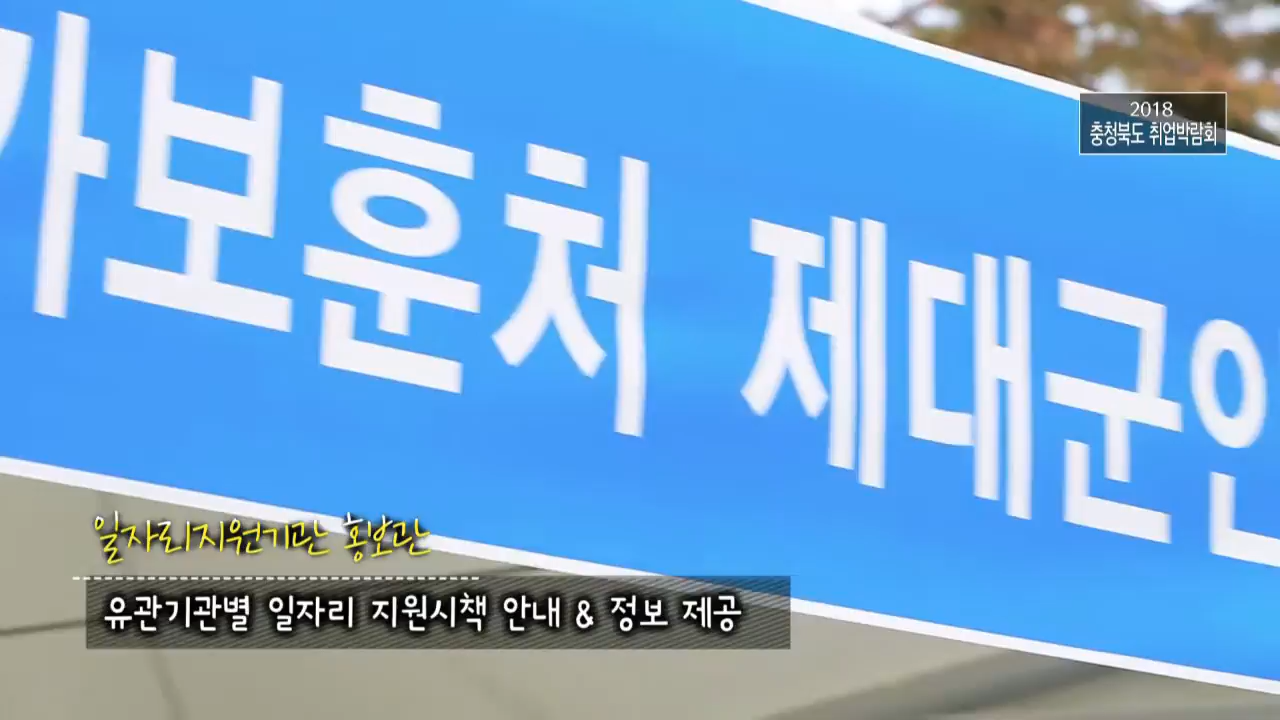 2018
충청북도 취업박람회
가보훈처 제대군인
일자리지원기관 홍보관
유관기관별 일자리 지원시책 안내 & 정보 제공